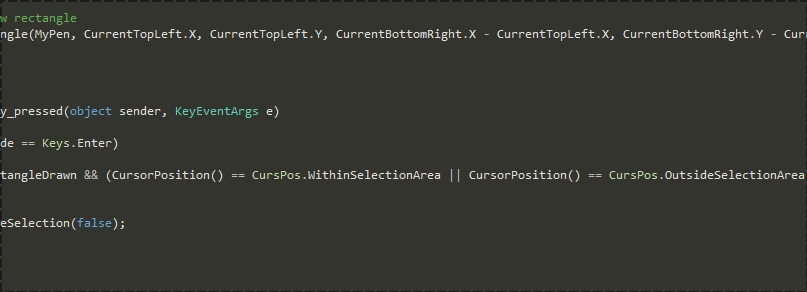 w rectangle
ngle(MyPen, CurrentTopLeft.X, CurrentTopLeft.Y, CurrentBottomRight.X - CurrentTopLeft.X, CurrentBottomRight.Y - Cur
y_pressed(object sender, KeyEventArgs e)
de == Keys.Enter)
tangleDrawn && (CursorPosition() == CursPos.WithinSelectionArea || CursorPosition() == CursPos.OutsideSelectionArea
eSelection(false);